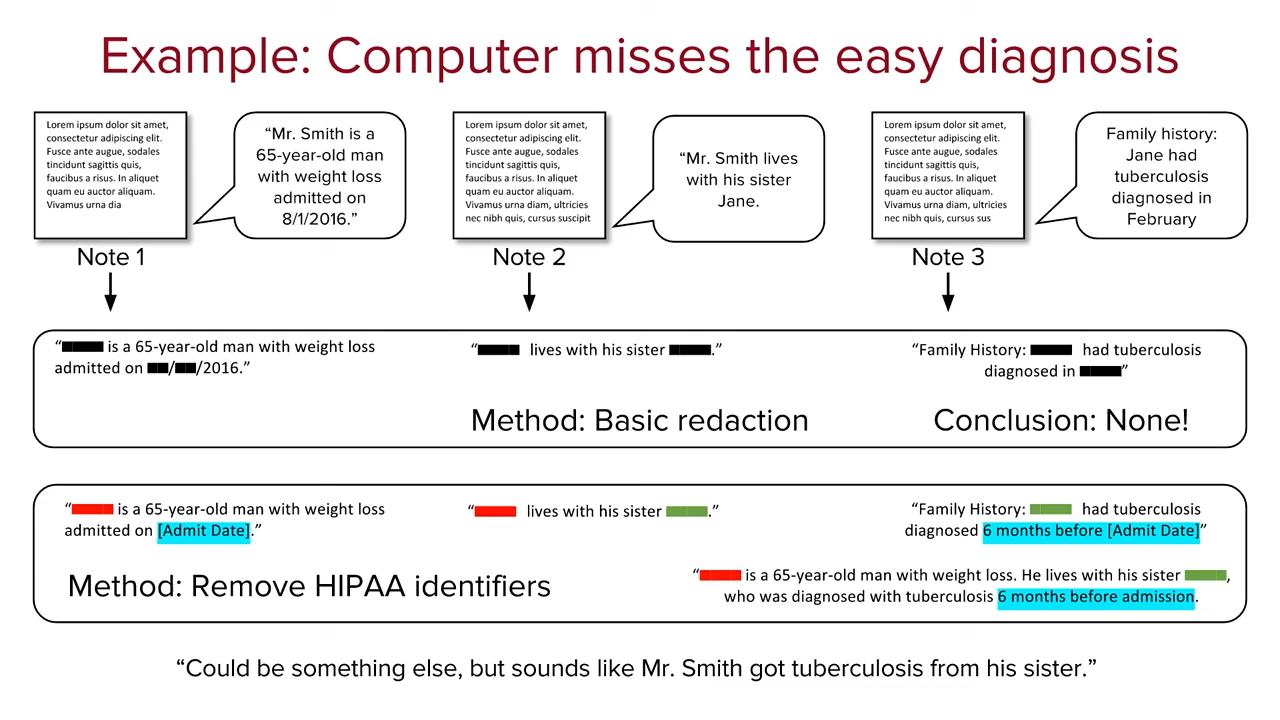 Example: Computer misses the easy diagnosis
Lorem ipsum dolor sit amet,
consectetur adipiscing elit.
Fusce ante augue, sodales
tincidunt sagittis quis,
faucibus a risus. In aliquet
quam eu auctor aliquam.
Vivamus urna dia
“Mr. Smith is a
65-year-old man
with weight loss
admitted on
8/1/2016.”
Note 1
Lorem ipsum dolor sit amet,
consectetur adipiscing elit.
Fusce ante augue, sodales
tincidunt sagittis quis,
faucibus a risus. In aliquet
quam eu auctor aliquam.
Vivamus urna diam, ultricies
nec nibh quis, cursus suscipit
“Mr. Smith lives
with his sister
Jane.
Note 2
Lorem ipsum dolor sit amet,
consectetur adipiscing elit.
Fusce ante augue, sodales
tincidunt sagittis quis,
faucibus a risus. In aliquet
quam eu auctor aliquam.
Vivamus urna diam, ultricies
nec nibh quis, cursus sus
Family history:
Jane had
tuberculosis
diagnosed in
February
Note 3
“ is a 65-year-old man with weight loss
admitted on / /2016.”
“ lives with his sister .”
“Family History: had tuberculosis
diagnosed in ”
Method: Basic redaction
Conclusion: None!
“ is a 65-year-old man with weight loss
admitted on [Admit Date].”
“ lives with his sister .”
“Family History: had tuberculosis
diagnosed 6 months before [Admit Date]”
Method: Remove HIPAA identifiers
“ is a 65-year-old man with weight loss. He lives with his sister ,
who was diagnosed with tuberculosis 6 months before admission.
“Could be something else, but sounds like Mr. Smith got tuberculosis from his sister.”